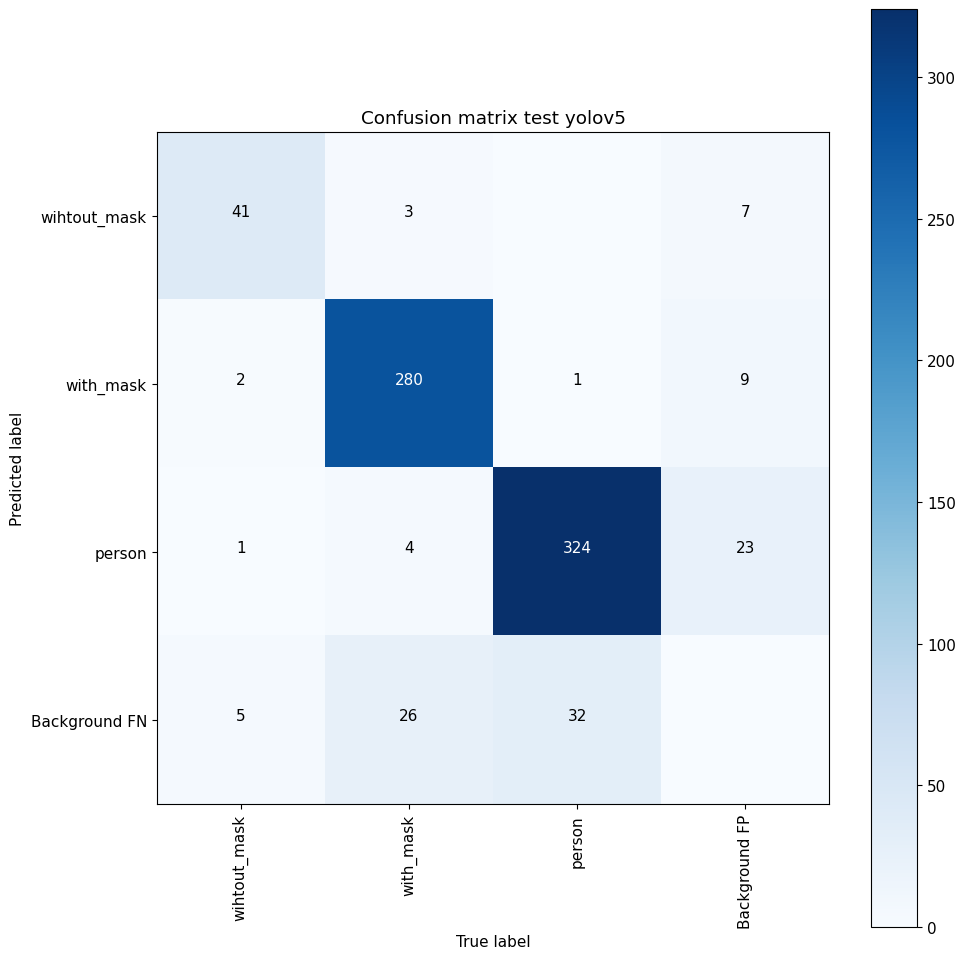 Confusion matrix test yolov5
wihtout_mask
41 3 7
with_mask
2 280 1 9
person
1 4 324 23
Background FN
5 26 32
Predicted label
wihtout_mask
with_mask
person
Background FP
True label
300
250
200
150
100
50
0